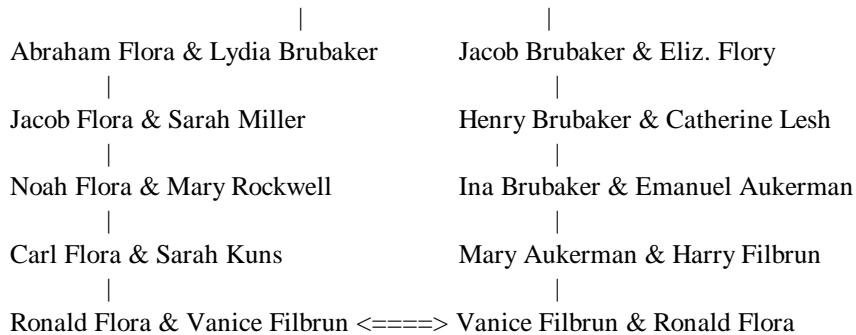 Abraham Flora & Lydia Brubaker Jacob Brubaker & Eliz. Flory
Jacob Flora & Sarah Miller Henry Brubaker & Catherine Lesh
Noah Flora & Mary Rockwell Ina Brubaker & Emanuel Aukerman
Carl Flora & Sarah Kuns Mary Aukerman & Harry Filbrun
Ronald Flora & Vanice Filbrun <====> Vanice Filbrun & Ronald Flora